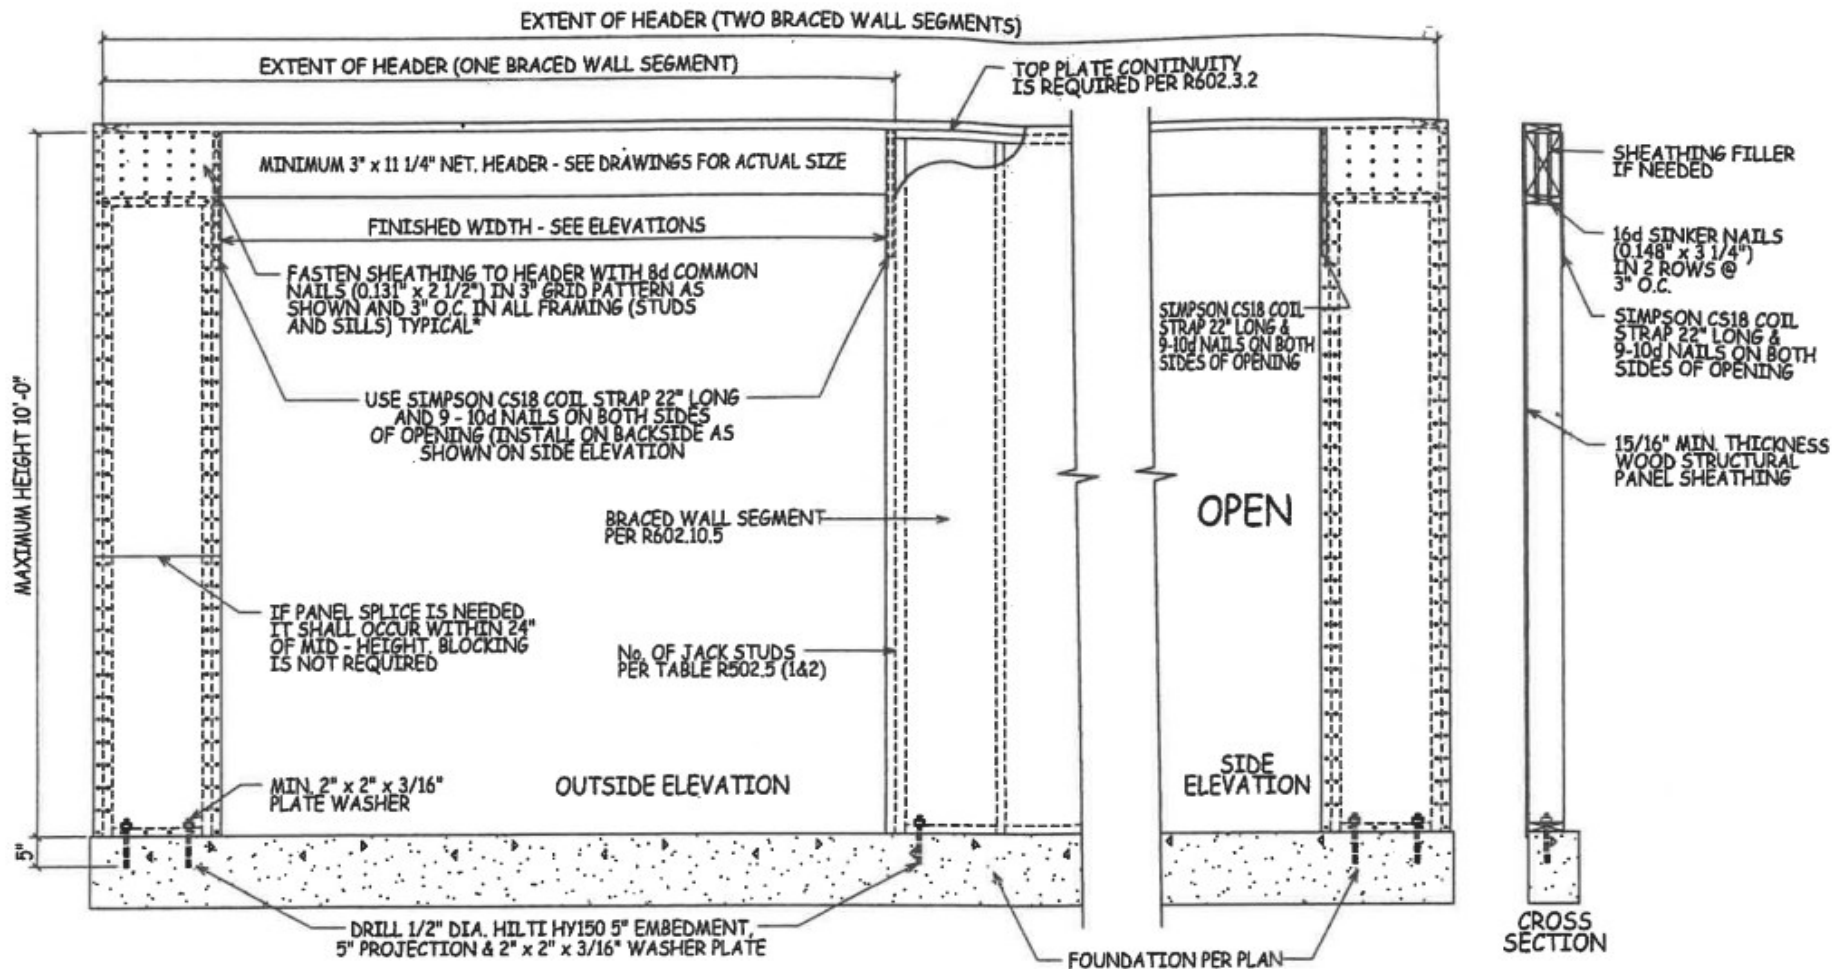 EXTENT OF HEADER (TWO BRACED WALL SEGMENTS)
EXTENT OF HEADER (ONE BRACED WALL SEGMENT)
TOP PLATE CONTINUITY
IS REQUIRED PER R602.3.2
MINIMUM 3" x 11 1/4" NET. HEADER - SEE DRAWINGS FOR ACTUAL SIZE
SHEATHING FILLER
IF NEEDED
FINISHED WIDTH - SEE ELEVATIONS
16d SINKER NAILS
(0.148" x 3 1/4")
IN 2 ROWS @
3" O.C.
FASTEN SHEATHING TO HEADER WITH 8d COMMON
NAILS (0.131" x 2 1/2") IN 3" GRID PATTERN AS
SHOWN AND 3" O.C. IN ALL FRAMING (STUDS
AND SILLS) TYPICAL*
SIMPSON CS18 COIL
STRAP 22" LONG &
9-10d NAILS ON BOTH
SIDES OF OPENING
SIMPSON CS18 COIL
STRAP 22" LONG &
9-10d NAILS ON BOTH
SIDES OF OPENING
USE SIMPSON CS18 COIL STRAP 22" LONG
AND 9 - 10d NAILS ON BOTH SIDES
OF OPENING (INSTALL ON BACKSIDE AS
SHOWN ON SIDE ELEVATION
MAXIMUM HEIGHT 10'-0"
15/16" MIN. THICKNESS
WOOD STRUCTURAL
PANEL SHEATHING
BRACED WALL SEGMENT
PER R602.10.5
OPEN
IF PANEL SPLICE IS NEEDED
IT SHALL OCCUR WITHIN 24"
OF MID - HEIGHT. BLOCKING
IS NOT REQUIRED
No. OF JACK STUDS
PER TABLE R502.5 (1&2)
MIN. 2" x 2" x 3/16"
PLATE WASHER
OUTSIDE ELEVATION
SIDE
ELEVATION
5"
DRILL 1/2" DIA. HILTI HY150 5" EMBEDMENT,
5" PROJECTION & 2" x 2" x 3/16" WASHER PLATE
FOUNDATION PER PLAN
CROSS
SECTION